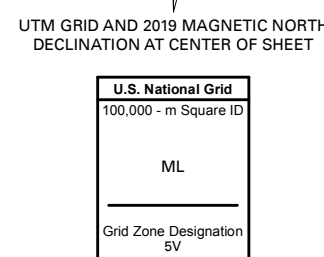 UTM GRID AND 2019 MAGNETIC NORTH
DECLINATION AT CENTER OF SHEET
U.S. National Grid
100,000 - m Square ID
ML
Grid Zone Designation
5V